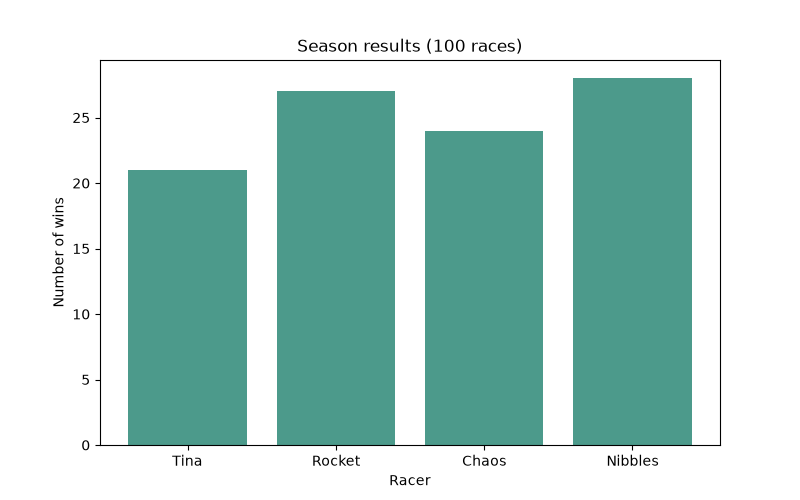 Season results (100 races)
Number of wins
25
20
15
10
5
0
Tina
Rocket
Chaos
Nibbles
Racer